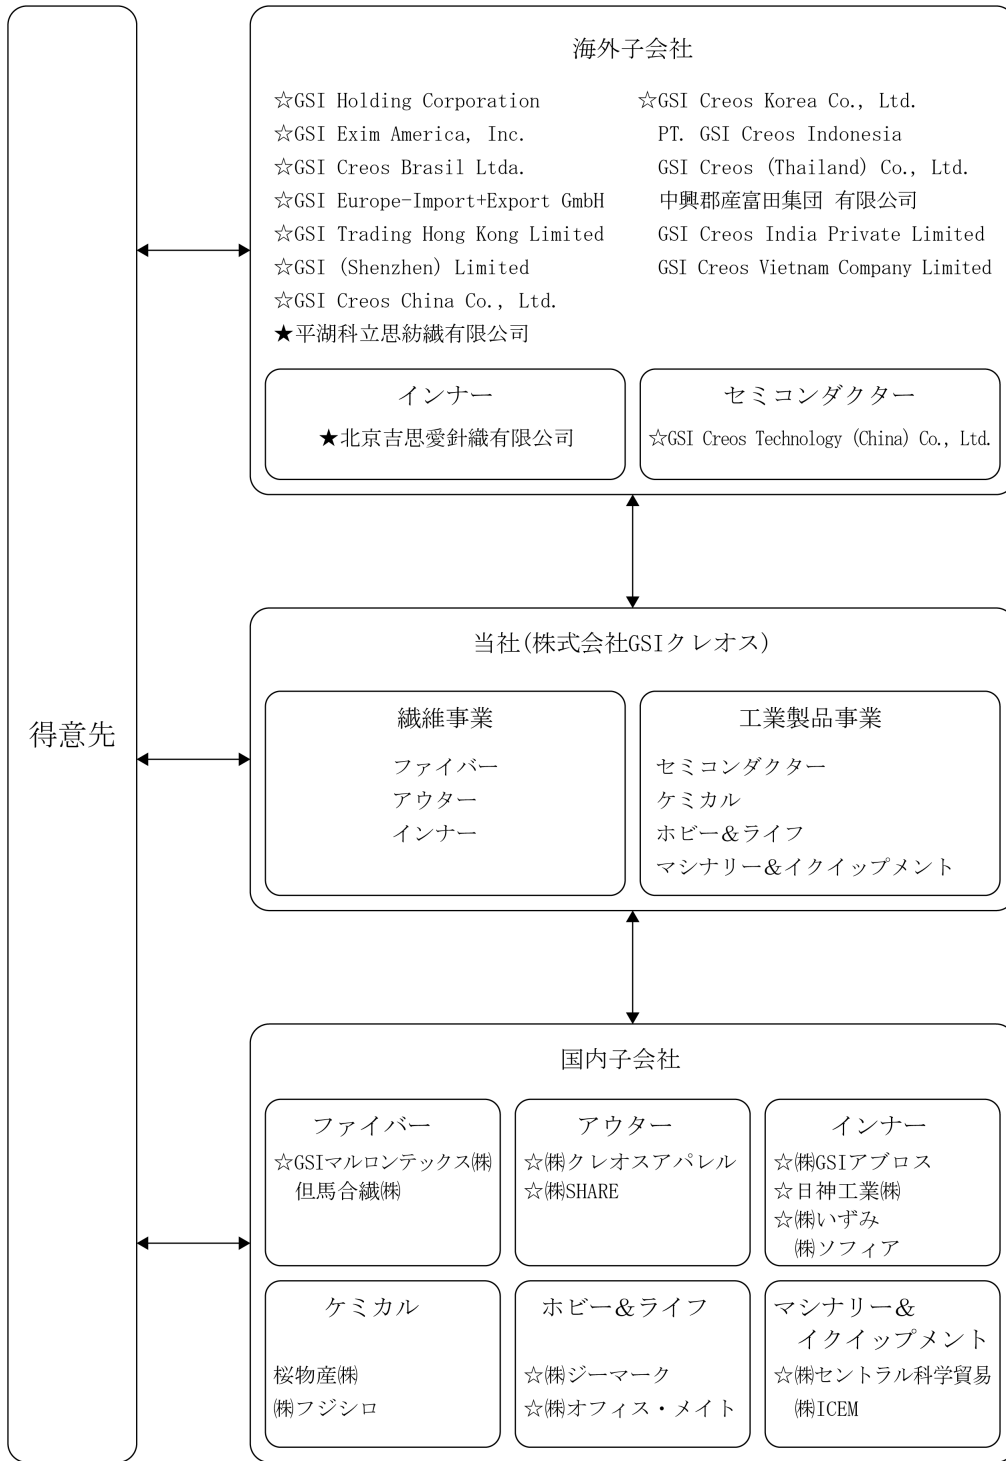 得意先
海外子会社
☆GSI Holding Corporation
☆GSI Exim America, Inc.
☆GSI Creos Brasil Ltda.
☆GSI Europe-Import+Export GmbH
☆GSI Trading Hong Kong Limited
☆GSI (Shenzhen) Limited
☆GSI Creos China Co., Ltd.
★平湖科立思紡繊有限公司
☆GSI Creos Korea Co., Ltd.
PT. GSI Creos Indonesia
GSI Creos (Thailand) Co., Ltd.
中興郡産富田集団 有限公司
GSI Creos India Private Limited
GSI Creos Vietnam Company Limited
インナー
★北京吉思愛針織有限公司
セミコンダクター
☆GSI Creos Technology (China) Co., Ltd.
当社(株式会社GSIクレオス)
繊維事業
ファイバー
アウター
インナー
工業製品事業
セミコンダクター
ケミカル
ホビー&ライフ
マシナリー&イクイップメント
国内子会社
ファイバー
☆GSIマルロンテックス㈱
但馬合繊㈱
アウター
☆㈱クレオスアパレル
☆㈱SHARE
インナー
☆㈱GSIアブロス
☆日神工業㈱
☆㈱いずみ
㈱ソフィア
ケミカル
桜物産㈱
㈱フジシロ
ホビー&ライフ
☆㈱ジーマーク
☆㈱オフィス・メイト
マシナリー&
イクイップメント
☆㈱セントラル科学貿易
㈱ICEM